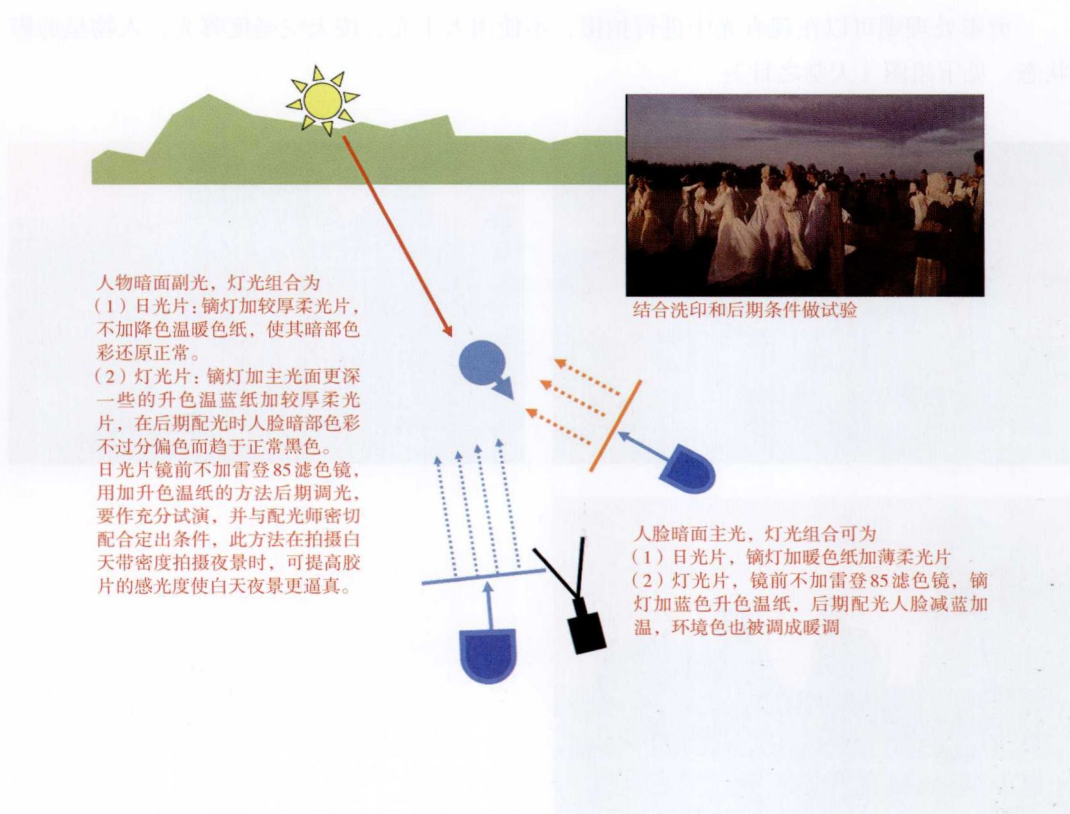 结合洗印和后期条件做试验
人物暗面副光，灯光组合为
（1）日光片：镝灯加较厚柔光片，
不加降色温暖色纸，使其暗部色
彩还原正常。
（2）灯光片：镝灯加主光面更深
一些的升色温蓝纸加较厚柔光
片，在后期配光时人脸暗部色彩
不过分偏色而趋于正常黑色。
日光片镜前不加雷登85滤色镜，
用加升色温纸的方法后期调光，
要作充分试演，并与配光师密切
配合定出条件，此方法在拍摄白
天带密度拍摄夜景时，可提高胶
片的感光度使白天夜景更逼真。
人脸暗面主光，灯光组合可为
（1）日光片，镝灯加暖色纸加薄柔光片
（2）灯光片，镜前不加雷登85滤色镜，镝
灯加蓝色升色温纸，后期配光人脸减蓝加
温，环境色也被调成暖调